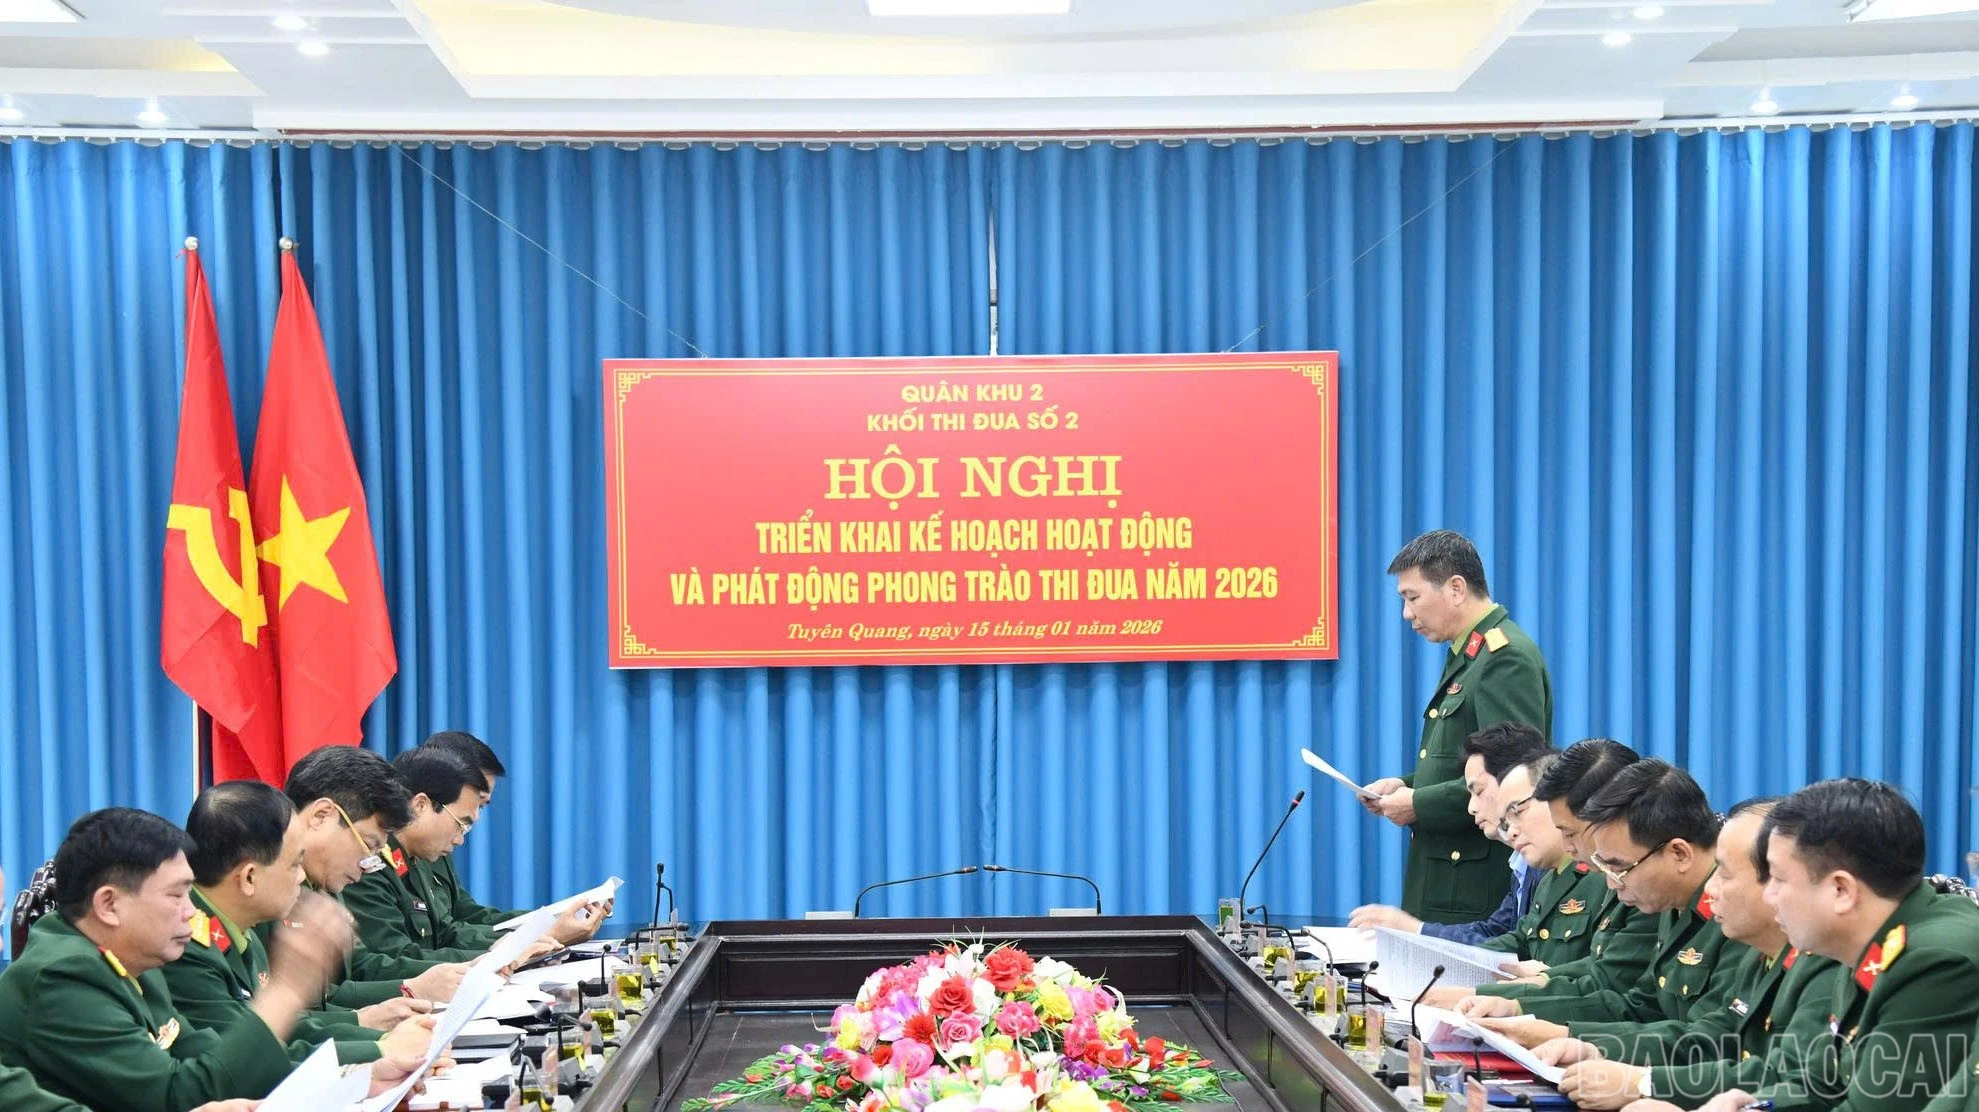 QUÂN KHU 2
KHỐI THI ĐUA SỐ 2
HỘI NGHỊ
TRIỂN KHAI KẾ HOẠCH HOẠT ĐỘNG
VÀ PHÁT ĐỘNG PHONG TRÀO THI ĐUA NĂM 2026
Tuyên Quang, ngày 15 tháng 01 năm 2026
BAOLAOCAI